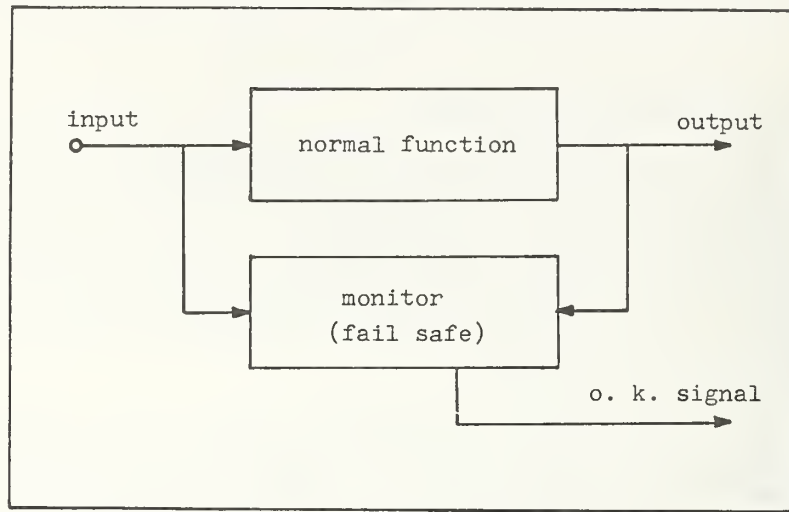 input
normal function
output
monitor
(fail safe)
o. k. signal